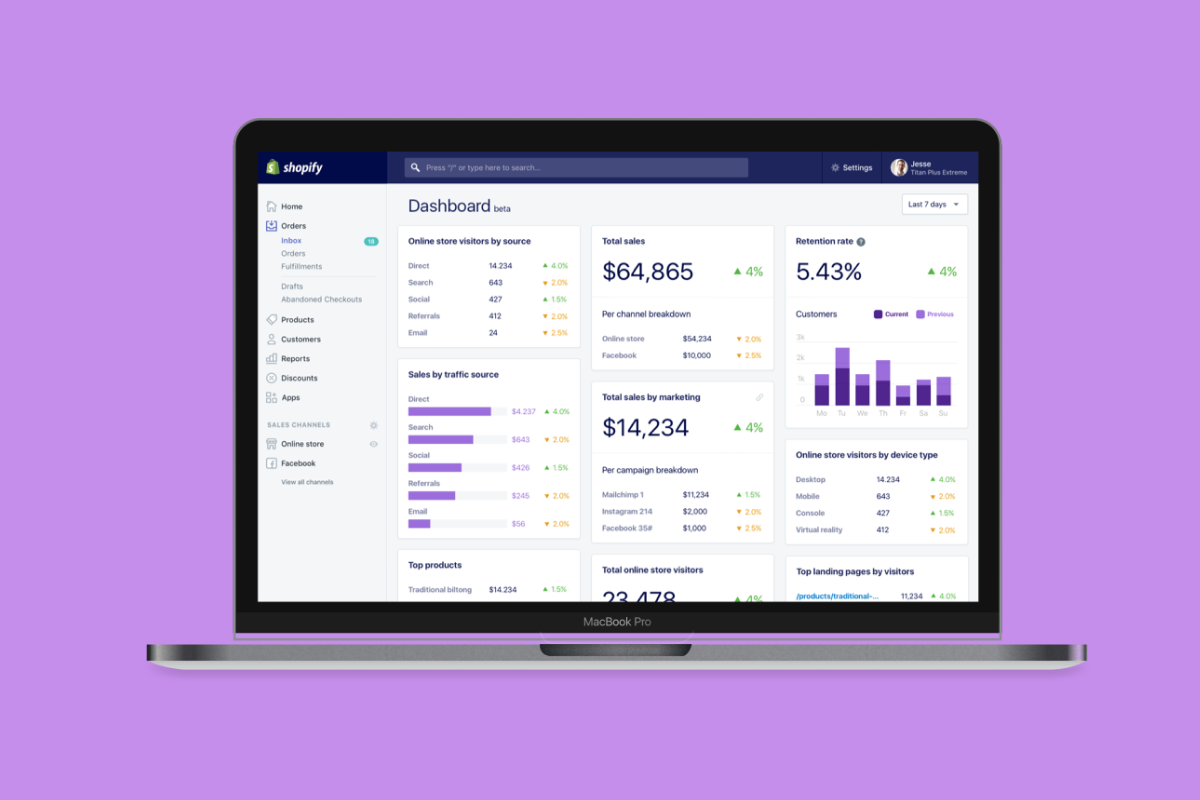 shopify
Press "/" or type here to search...
Settings
Jesse
Titan Plus Extreme
Home
Orders
Inbox
18
Orders
Fulfillments
Drafts
Abandoned Checkouts
Products
Customers
Reports
Discounts
Apps
SALES CHANNELS
Online store
Facebook
View all channels
Dashboard beta
Last 7 days
Online store visitors by source
Direct 14.234 ▲ 4.0%
Search 643 ▼ 2.0%
Social 427 ▲ 1.5%
Referrals 412 ▼ 2.0%
Email 24 ▼ 2.5%
Sales by traffic source
Direct
$4.237 ▲ 4.0%
Search
$643 ▼ 2.0%
Social
$426 ▲ 1.5%
Referrals
$245 ▼ 2.0%
Email
$56 ▼ 2.0%
Top products
Traditional biltong $14.234 ▲ 1.5%
Total sales
$64,865 ▲ 4%
Per channel breakdown
Online store $54,234 ▼ 2.0%
Facebook $10,000 ▼ 2.5%
Total sales by marketing
$14,234 ▲ 4%
Per campaign breakdown
Mailchimp 1 $11,234 ▲ 1.5%
Instagram 214 $2,000 ▼ 2.0%
Facebook 35# $1,000 ▼ 2.5%
Total online store visitors
23,478 ▲ 4%
Retention rate ?
5.43% ▲ 4%
Customers Current Previous
3k
2k
1k
0
Mo Tu We Th Fr Sa Su
Online store visitors by device type
Desktop 14.234 ▲ 4.0%
Mobile 643 ▼ 2.0%
Console 427 ▲ 1.5%
Virtual reality 412 ▼ 2.0%
Top landing pages by visitors
/products/traditional-... 11,234 ▲ 4.0%
MacBook Pro